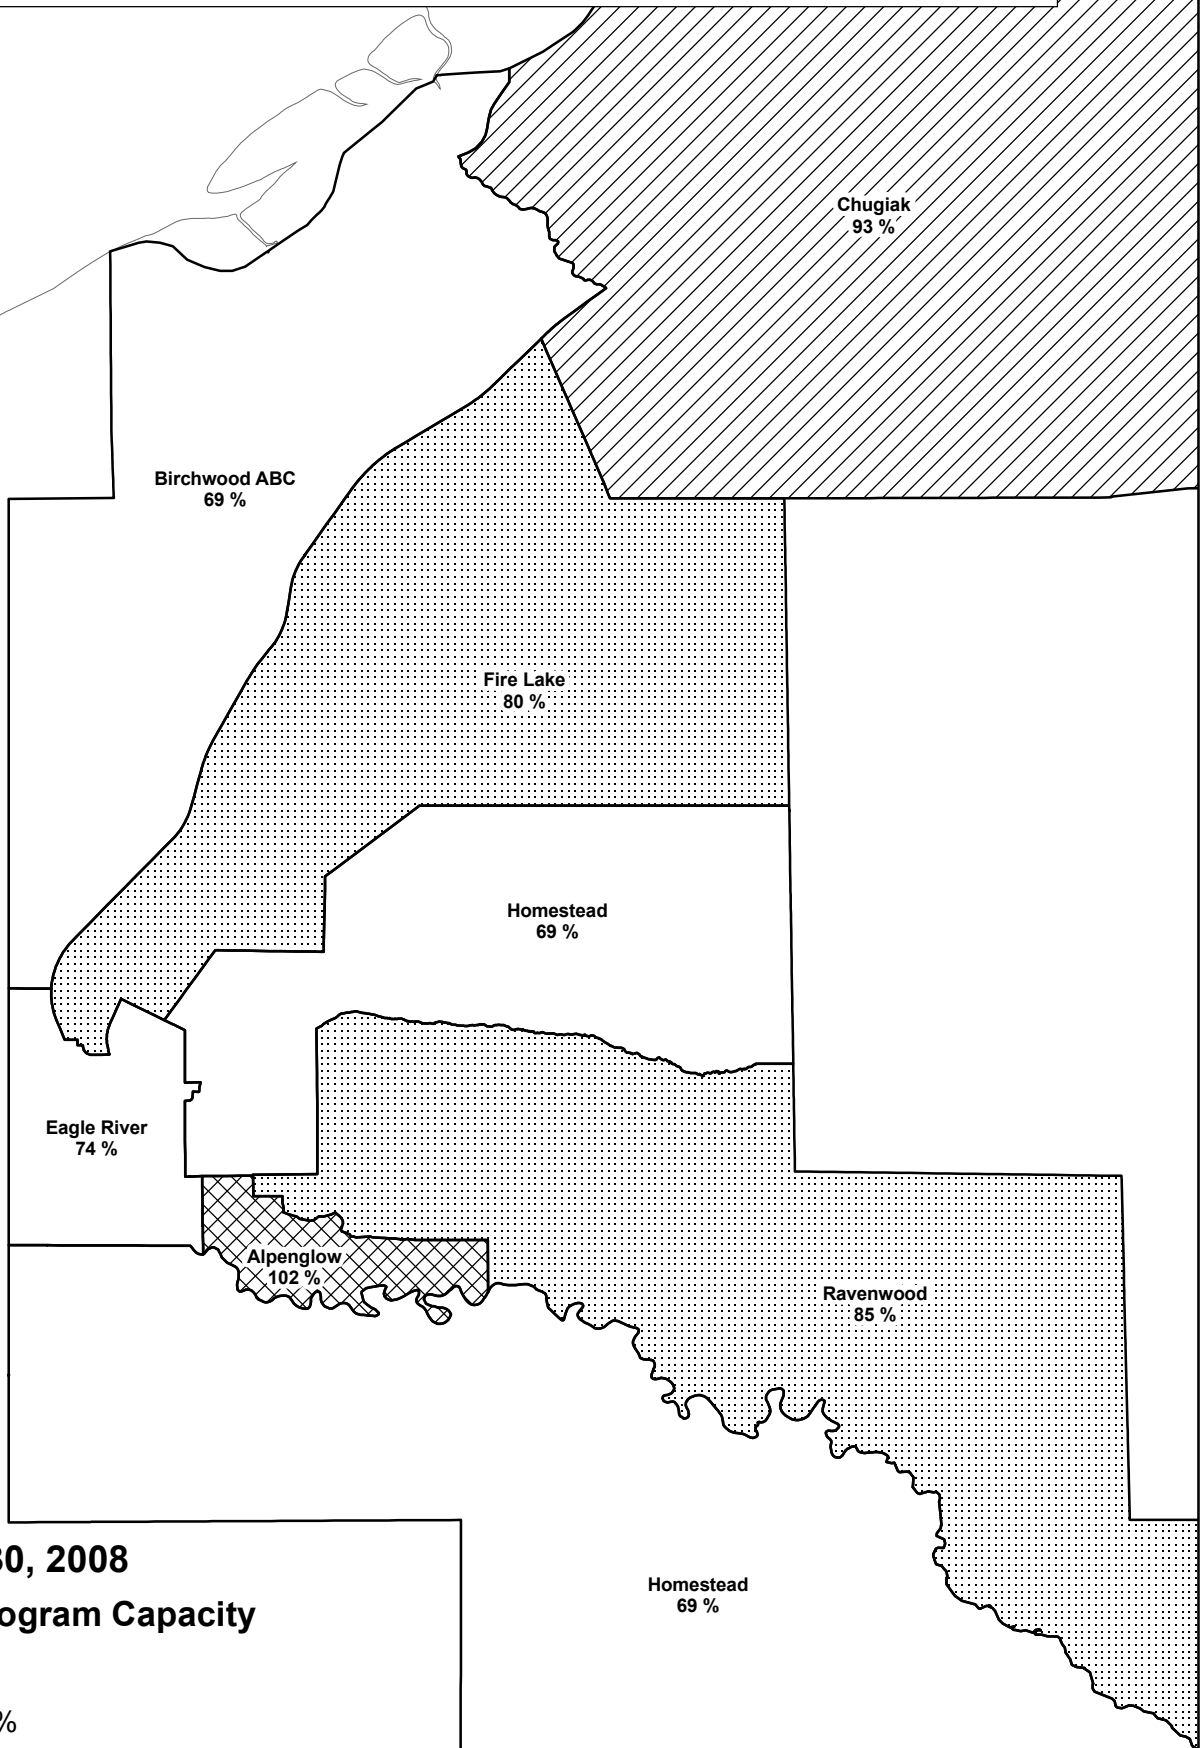 Chugiak
93 %
Birchwood ABC
69 %
Fire Lake
80 %
Homestead
69 %
Eagle River
74 %
Alpenglow
102 %
Ravenwood
85 %
Homestead
69 %
30, 2008
ogram Capacity
%